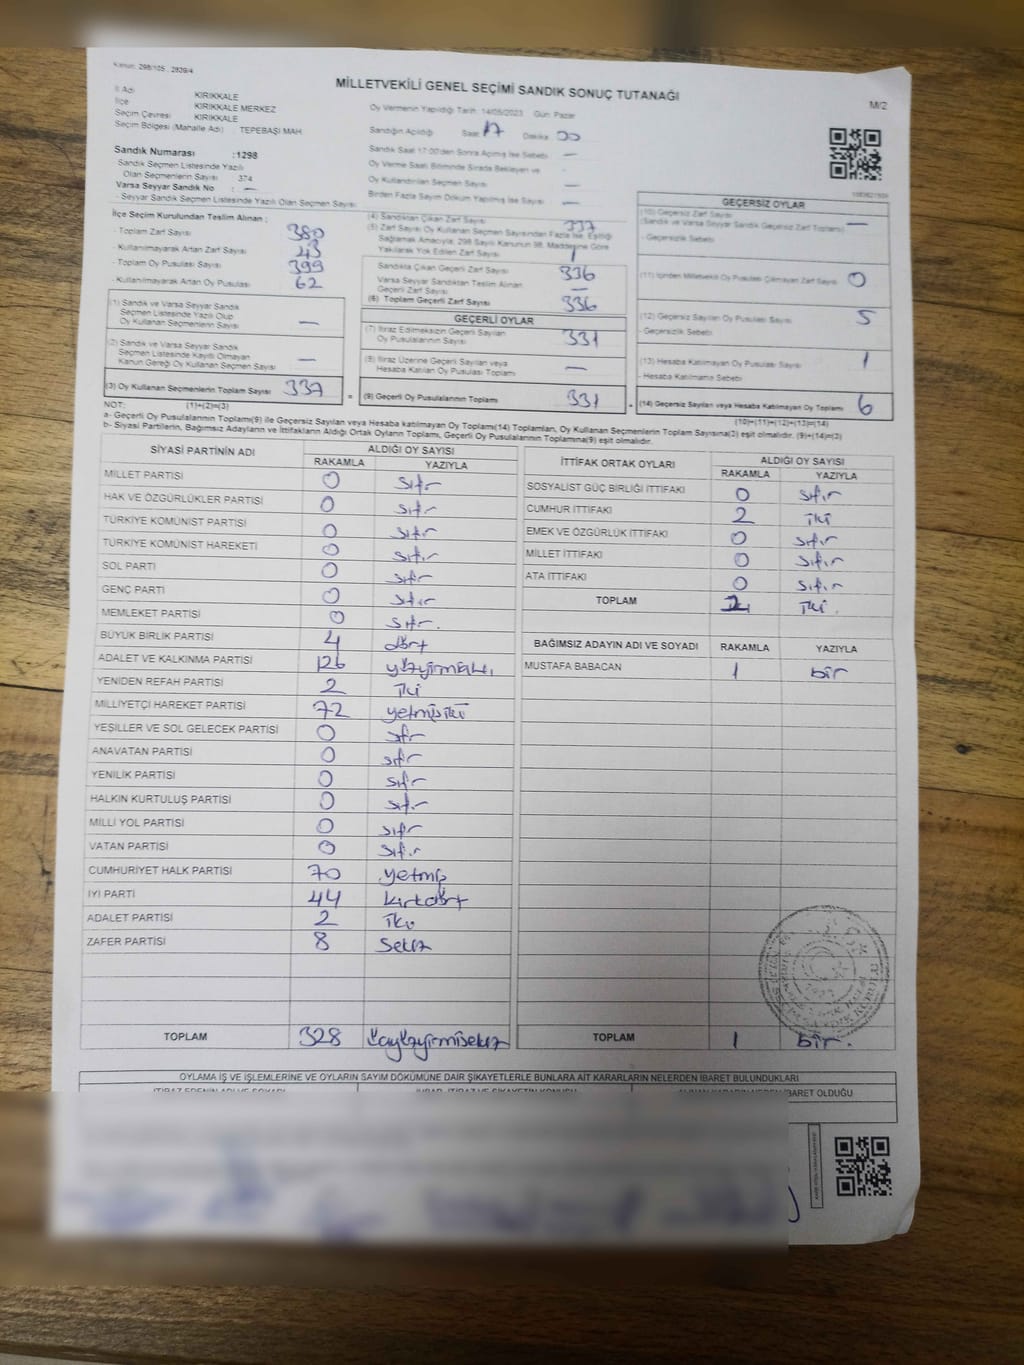 Kanun: 298/105 , 2839/4
MİLLETVEKİLİ GENEL SEÇİMİ SANDIK SONUÇ TUTANAĞI
M/2
İl Adı KIRIKKALE
İlçe KIRIKKALE MERKEZ
Seçim Çevresi KIRIKKALE
Seçim Bölgesi (Mahalle Adı) TEPEBAŞI MAH
Oy Vermenin Yapıldığı Tarih: 14/05/2023 Gün: Pazar
Sandığın Açıldığı Saat 17 Dakika 00
Sandık Saat 17:00'den Sonra Açılmış İse Sebebi —
Oy Verme Saati Bitiminde Sırada Bekleyen ve
Oy Kullandırılan Seçmen Sayısı —
Birden Fazla Sayım Döküm Yapılmış İse Sayısı —
Sandık Numarası :1298
Sandık Seçmen Listesinde Yazılı
Olan Seçmenlerin Sayısı 374
Varsa Seyyar Sandık No : —
- Seyyar Sandık Seçmen Listesinde Yazılı Olan Seçmen Sayısı:
İlçe Seçim Kurulundan Teslim Alınan :
- Toplam Zarf Sayısı 380
- Kullanılmayarak Artan Zarf Sayısı 43
- Toplam Oy Pusulası Sayısı 399
- Kullanılmayarak Artan Oy Pusulası 62
(1) Sandık ve Varsa Seyyar Sandık
Seçmen Listesinde Yazılı Olup
Oy Kullanan Seçmenlerin Sayısı —
(2) Sandık ve Varsa Seyyar Sandık
Seçmen Listesinde Kaydı Olmayan
Kanun Gereği Oy Kullanan Seçmen Sayısı —
(3) Oy Kullanan Seçmenlerin Toplam Sayısı 337
(4) Sandıktan Çıkan Zarf Sayısı 337
(5) Zarf Sayısı Oy Kullanan Seçmen Sayısından Fazla İse, Eşitliği
Sağlamak Amacıyla; 298 Sayılı Kanunun 98. Maddesine Göre
Yakılarak Yok Edilen Zarf Sayısı 1
Sandıkta Çıkan Geçerli Zarf Sayısı 336
Varsa Seyyar Sandıktan Teslim Alınan
Geçerli Zarf Sayısı —
(6) Toplam Geçerli Zarf Sayısı 336
GEÇERLİ OYLAR
(7) İtiraz Edilmeksizin Geçerli Sayılan
Oy Pusulalarının Sayısı 331
(8) İtiraz Üzerine Geçerli Sayılan veya
Hesaba Katılan Oy Pusulası Toplamı —
= (9) Geçerli Oy Pusulalarının Toplamı 331
GEÇERSİZ OYLAR
(10) Geçersiz Zarf Sayısı
(Sandık ve Varsa Seyyar Sandık Geçersiz Zarf Toplamı) —
- Geçersizlik Sebebi
(11) İçinden Milletvekili Oy Pusulası Çıkmayan Zarf Sayısı 0
(12) Geçersiz Sayılan Oy Pusulası Sayısı 5
- Geçersizlik Sebebi
(13) Hesaba Katılmayan Oy Pusulası Sayısı 1
- Hesaba Katılmama Sebebi
+ (14) Geçersiz Sayılan veya Hesaba Katılmayan Oy Toplamı 6
NOT: (1)+(2)=(3) (10)+(11)+(12)+(13)=(14)
a- Geçerli Oy Pusulalarının Toplamı(9) ile Geçersiz Sayılan veya Hesaba katılmayan Oy Toplamı(14) Toplamları, Oy Kullanan Seçmenlerin Toplam Sayısına(3) eşit olmalıdır. (9)+(14)=(3)
b- Siyasi Partilerin, Bağımsız Adayların ve İttifakların Aldığı Ortak Oyların Toplamı, Geçerli Oy Pusulalarının Toplamına(9) eşit olmalıdır.
SİYASİ PARTİNİN ADI ALDIĞI OY SAYISI
RAKAMLA YAZIYLA
MİLLET PARTİSİ 0 sıfır
HAK VE ÖZGÜRLÜKLER PARTİSİ 0 sıfır
TÜRKİYE KOMÜNİST PARTİSİ 0 sıfır
TÜRKİYE KOMÜNİST HAREKETİ 0 sıfır
SOL PARTİ 0 sıfır
GENÇ PARTİ 0 sıfır
MEMLEKET PARTİSİ 0 sıfır.
BÜYÜK BİRLİK PARTİSİ 4 dört
ADALET VE KALKINMA PARTİSİ 126 yüzyirmialtı
YENİDEN REFAH PARTİSİ 2 iki
MİLLİYETÇİ HAREKET PARTİSİ 72 yetmişiki
YEŞİLLER VE SOL GELECEK PARTİSİ 0 sıfır
ANAVATAN PARTİSİ 0 sıfır
YENİLİK PARTİSİ 0 sıfır
HALKIN KURTULUŞ PARTİSİ 0 sıfır
MİLLİ YOL PARTİSİ 0 sıfır
VATAN PARTİSİ 0 sıfır
CUMHURİYET HALK PARTİSİ 70 yetmiş
İYİ PARTİ 44 kırkdört
ADALET PARTİSİ 2 iki
ZAFER PARTİSİ 8 sekiz
TOPLAM 328 üçyüzyirmisekiz
İTTİFAK ORTAK OYLARI ALDIĞI OY SAYISI
RAKAMLA YAZIYLA
SOSYALİST GÜÇ BİRLİĞİ İTTİFAKI 0 sıfır
CUMHUR İTTİFAKI 2 iki
EMEK VE ÖZGÜRLÜK İTTİFAKI 0 sıfır
MİLLET İTTİFAKI 0 sıfır
ATA İTTİFAKI 0 sıfır
TOPLAM 2 iki.
BAĞIMSIZ ADAYIN ADI VE SOYADI RAKAMLA YAZIYLA
MUSTAFA BABACAN 1 bir
TOPLAM 1 bir.
OYLAMA İŞ VE İŞLEMLERİNE VE OYLARIN SAYIM DÖKÜMÜNE DAİR ŞİKAYETLERLE BUNLARA AİT KARARLARIN NELERDEN İBARET BULUNDUKLARI
İBARET OLDUĞU